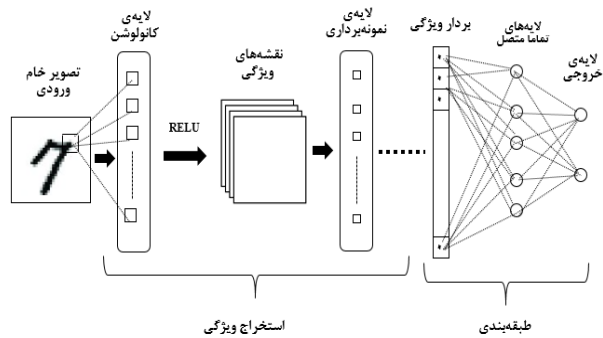 تصویر خام
ورودی
لایه‌ی
کانولوشن
RELU
نقشه‌های
ویژگی
لایه‌ی
نمونه‌برداری
بردار ویژگی
لایه‌های
تماما متصل
لایه‌ی
خروجی
استخراج ویژگی
طبقه‌بندی